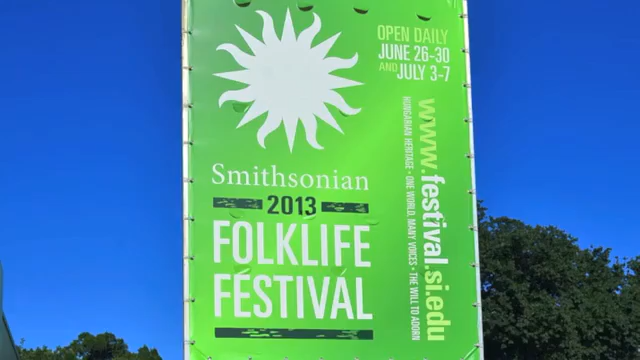 OPEN DAILY
JUNE 26-30
AND JULY 3-7
Smithsonian
2013
FOLKLIFE
FESTIVAL
www.festival.si.edu
HUNGARIAN HERITAGE • ONE WORLD, MANY VOICES • THE WILL TO ADORN